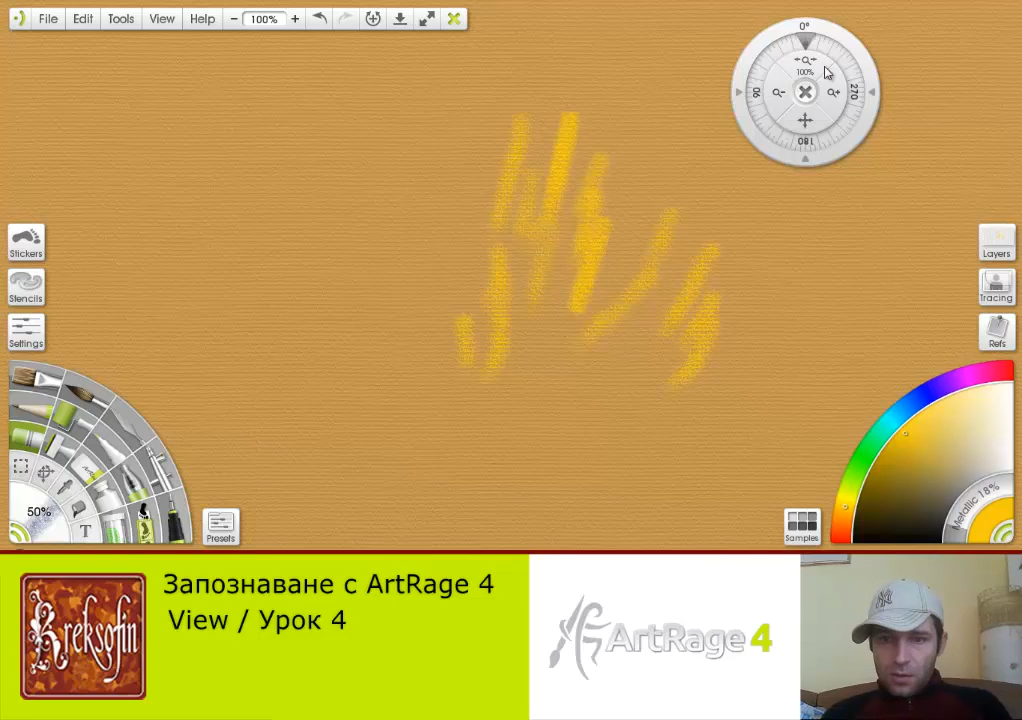 File Edit Tools View Help − 100% +
0°
100%
90
270
180
Stickers
Stencils
Settings
Layers
Tracing
Refs
50%
T
Presets
Samples
Metallic 18%
Kreksofin
Запознаване с ArtRage 4
View / Урок 4
ArtRage 4